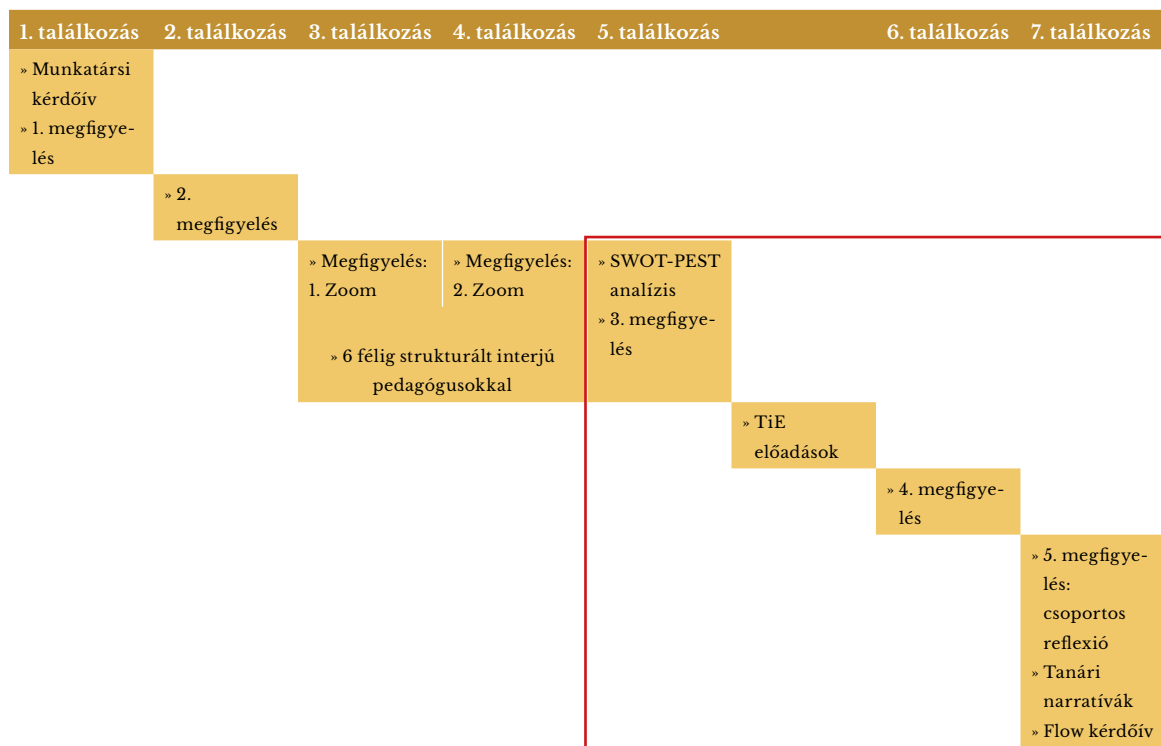 1. találkozás 2. találkozás 3. találkozás 4. találkozás 5. találkozás 6. találkozás 7. találkozás
» Munkatársi
kérdőív
» 1. megfigye-
lés
» 2.
megfigyelés
» Megfigyelés:
1. Zoom
» Megfigyelés:
2. Zoom
» 6 félig strukturált interjú
pedagógusokkal
» SWOT-PEST
analízis
» 3. megfigye-
lés
» TiE
előadások
» 4. megfigye-
lés
» 5. megfigye-
lés:
csoportos
reflexió
» Tanári
narratívák
» Flow kérdőív